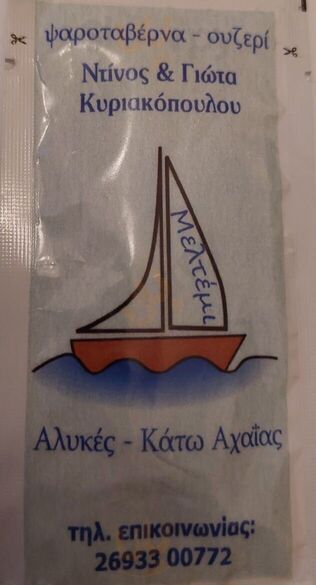 ψαροταβέρνα - ουζερί
Ντίνος & Γιώτα
Κυριακόπουλου
Μελτέμι
Αλυκές - Κάτω Αχαΐας
τηλ. επικοινωνίας:
26933 00772